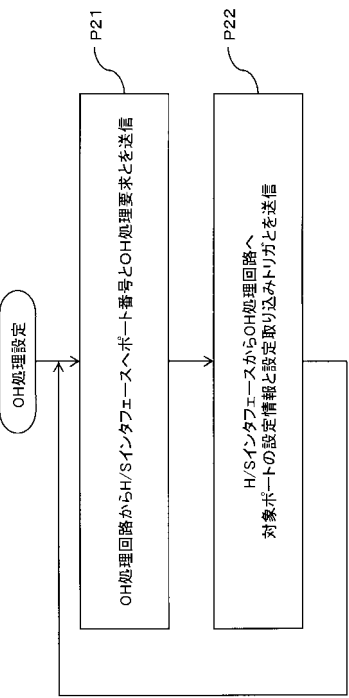 OH処理設定
P21
OH処理回路からH/Sインタフェースへポート番号とOH処理要求とを送信
P22
H/SインタフェースからOH処理回路へ
対象ポートの設定情報と設定取り込みトリガとを送信